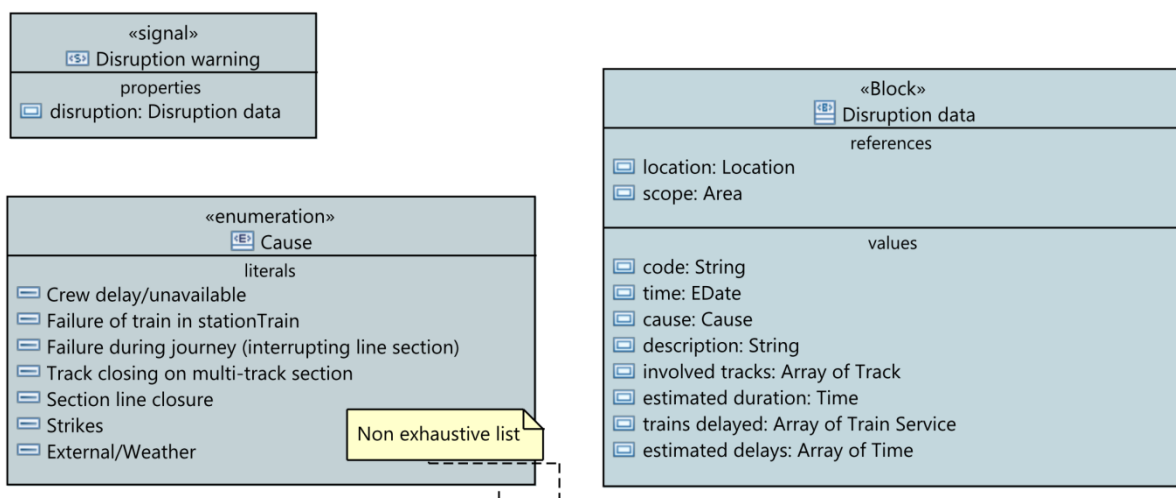 «signal»
Disruption warning
properties
disruption: Disruption data
«enumeration»
Cause
literals
Crew delay/unavailable
Failure of train in stationTrain
Failure during journey (interrupting line section)
Track closing on multi-track section
Section line closure
Strikes
External/Weather
Non exhaustive list
«Block»
Disruption data
references
location: Location
scope: Area
values
code: String
time: EDate
cause: Cause
description: String
involved tracks: Array of Track
estimated duration: Time
trains delayed: Array of Train Service
estimated delays: Array of Time